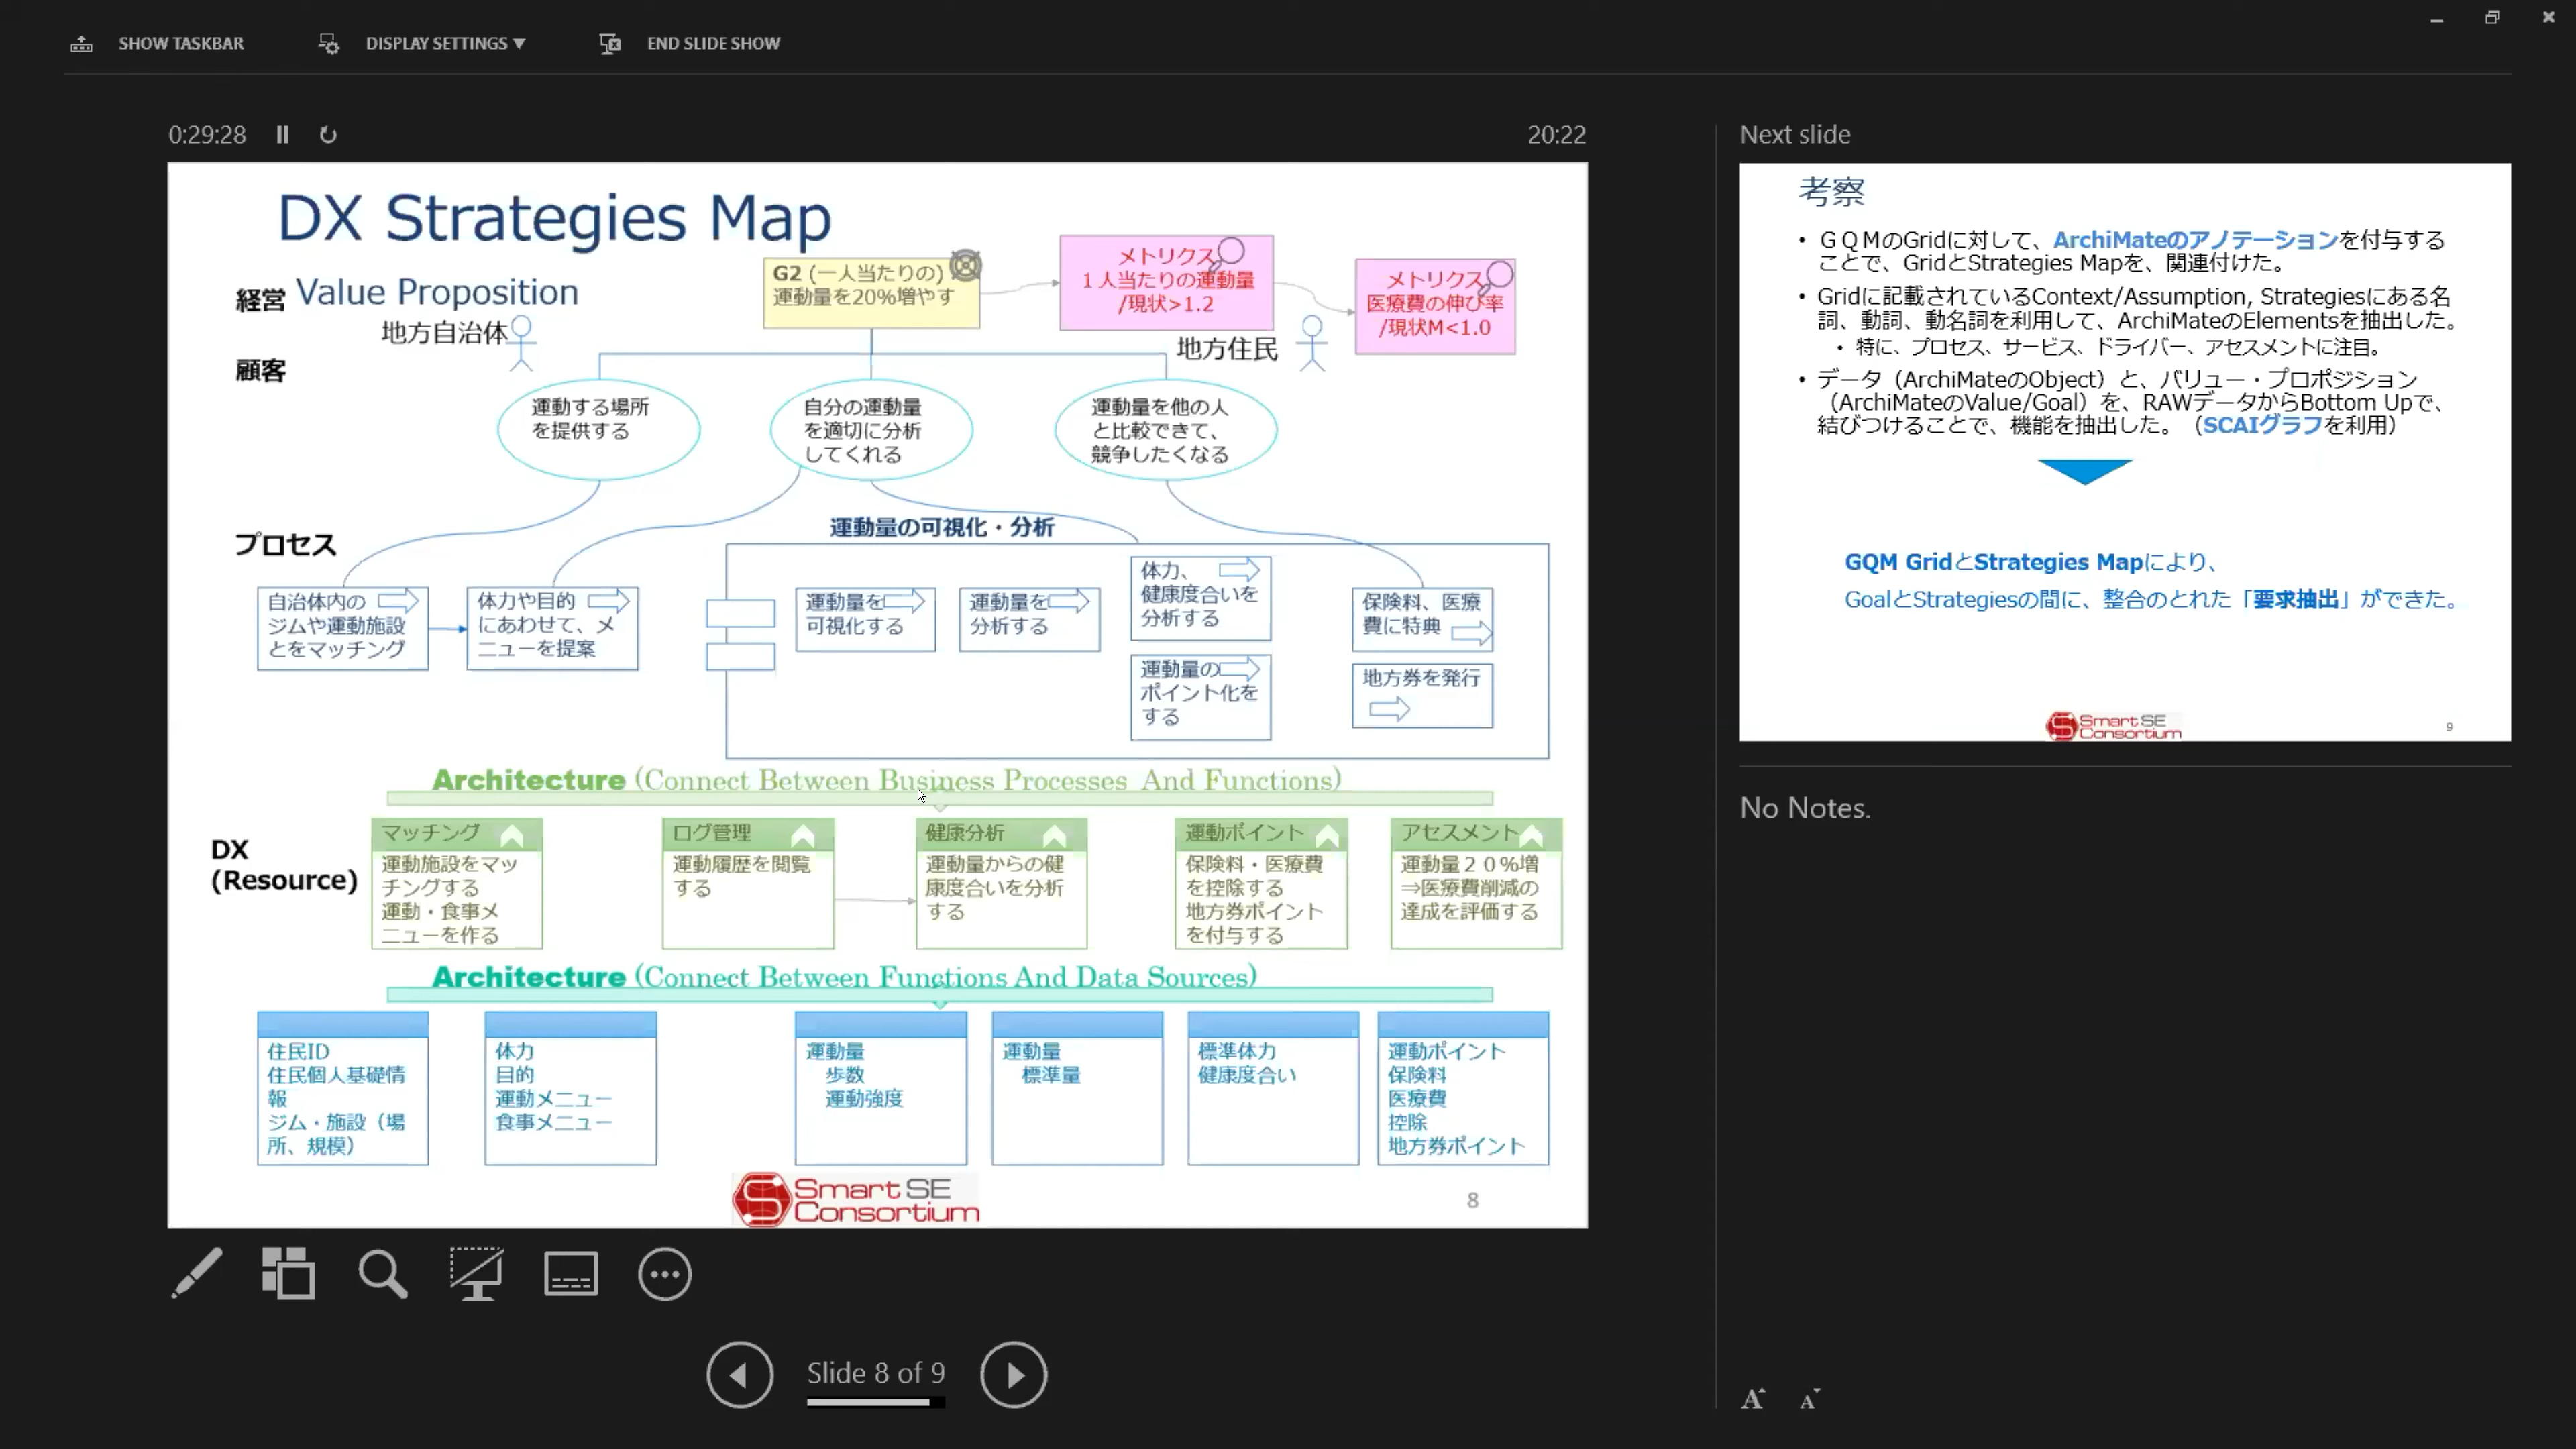 SHOW TASKBAR
DISPLAY SETTINGS ▼
END SLIDE SHOW
0:29:28
20:22
Next slide
DX Strategies Map
経営
Value Proposition
地方自治体
顧客
G2 (一人当たりの)
運動量を20%増やす
メトリクス
1人当たりの運動量
/現状>1.2
メトリクス
医療費の伸び率
/現状M<1.0
地方住民
運動する場所
を提供する
自分の運動量
を適切に分析
してくれる
運動量を他の人
と比較できて、
競争したくなる
プロセス
運動量の可視化・分析
自治体内の
ジムや運動施設
とをマッチング
体力や目的
にあわせて、メ
ニューを提案
運動量を
可視化する
運動量を
分析する
体力、
健康度合いを
分析する
運動量の
ポイント化を
する
保険料、医療
費に特典
地方券を発行
Architecture (Connect Between Business Processes And Functions)
DX
(Resource)
マッチング
運動施設をマッ
チングする
運動・食事メ
ニューを作る
ログ管理
運動履歴を閲覧
する
健康分析
運動量からの健
康度合いを分析
する
運動ポイント
保険料・医療費
を控除する
地方券ポイント
を付与する
アセスメント
運動量２０%増
⇒医療費削減の
達成を評価する
Architecture (Connect Between Functions And Data Sources)
住民ID
住民個人基礎情
報
ジム・施設（場
所、規模）
体力
目的
運動メニュー
食事メニュー
運動量
歩数
運動強度
運動量
標準量
標準体力
健康度合い
運動ポイント
保険料
医療費
控除
地方券ポイント
Smart SE
Consortium
8
考察
• ＧＱＭのGridに対して、ArchiMateのアノテーションを付与する
ことで、GridとStrategies Mapを、関連付けた。
• Gridに記載されているContext/Assumption, Strategiesにある名
詞、動詞、動名詞を利用して、ArchiMateのElementsを抽出した。
• 特に、プロセス、サービス、ドライバー、アセスメントに注目。
• データ（ArchiMateのObject）と、バリュー・プロポジション
（ArchiMateのValue/Goal）を、RAWデータからBottom Upで、
結びつけることで、機能を抽出した。（SCAIグラフを利用）
GQM GridとStrategies Mapにより、
GoalとStrategiesの間に、整合のとれた「要求抽出」ができた。
Smart SE
Consortium
9
No Notes.
Slide 8 of 9
A A